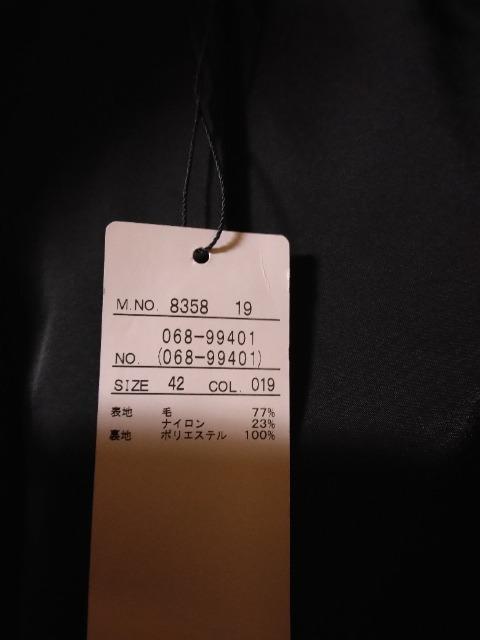 M.NO. 8358 19
068-99401
NO. (068-99401)
SIZE 42 COL. 019
表地 毛 77%
ナイロン 23%
裏地 ポリエステル 100%